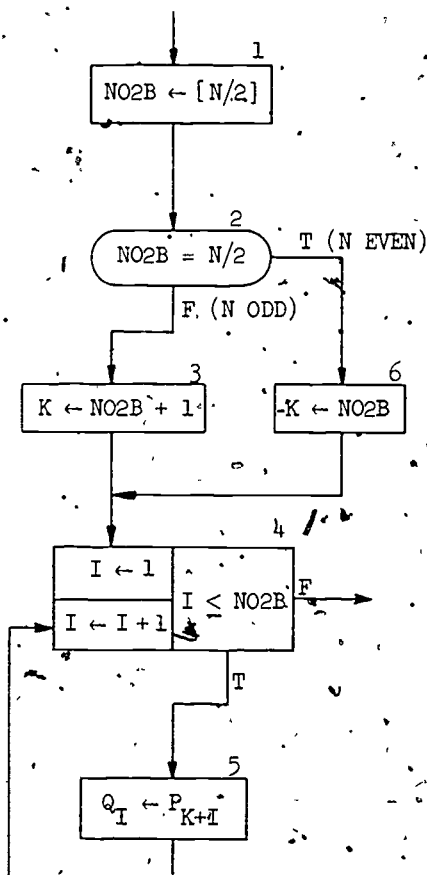 1
NO2B ← [N/2]
2
NO2B = N/2
T (N EVEN)
F (N ODD)
3
K ← NO2B + 1
6
K ← NO2B
4
I ← 1
I ← I+1
I ≤ NO2B
F
T
5
Q_I ← P_{K+I}